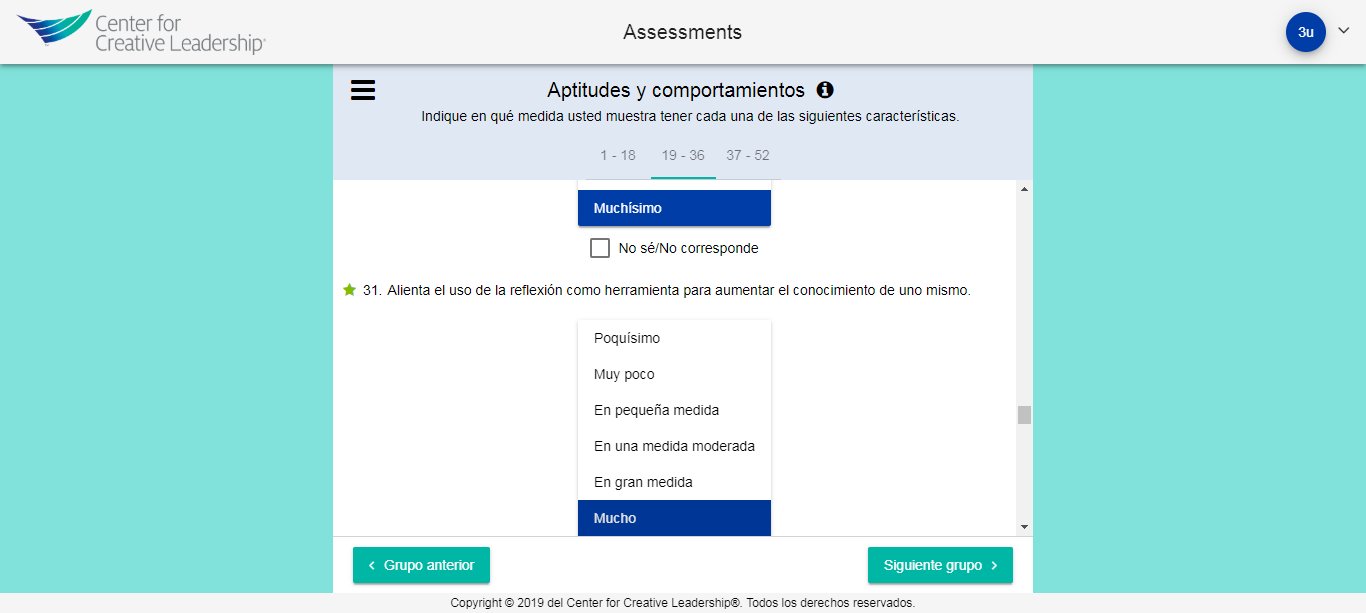 Center for
Creative Leadership®
Assessments
3u
Aptitudes y comportamientos
Indique en qué medida usted muestra tener cada una de las siguientes características.
1 - 18 19 - 36 37 - 52
Muchísimo
No sé/No corresponde
31. Alienta el uso de la reflexión como herramienta para aumentar el conocimiento de uno mismo.
Poquísimo
Muy poco
En pequeña medida
En una medida moderada
En gran medida
Mucho
Grupo anterior
Siguiente grupo
Copyright © 2019 del Center for Creative Leadership®. Todos los derechos reservados.